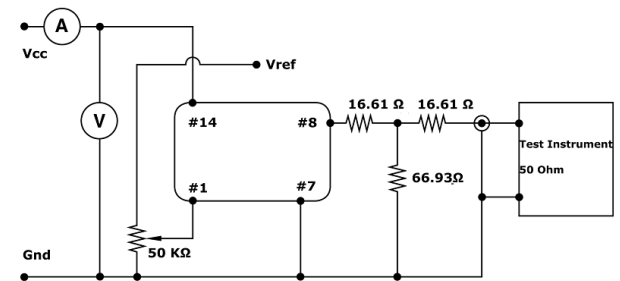 A
Vcc
Vref
V
#14
#8
16.61 Ω
16.61 Ω
#1
#7
66.93Ω
50 KΩ
Gnd
Test Instrument
50 Ohm